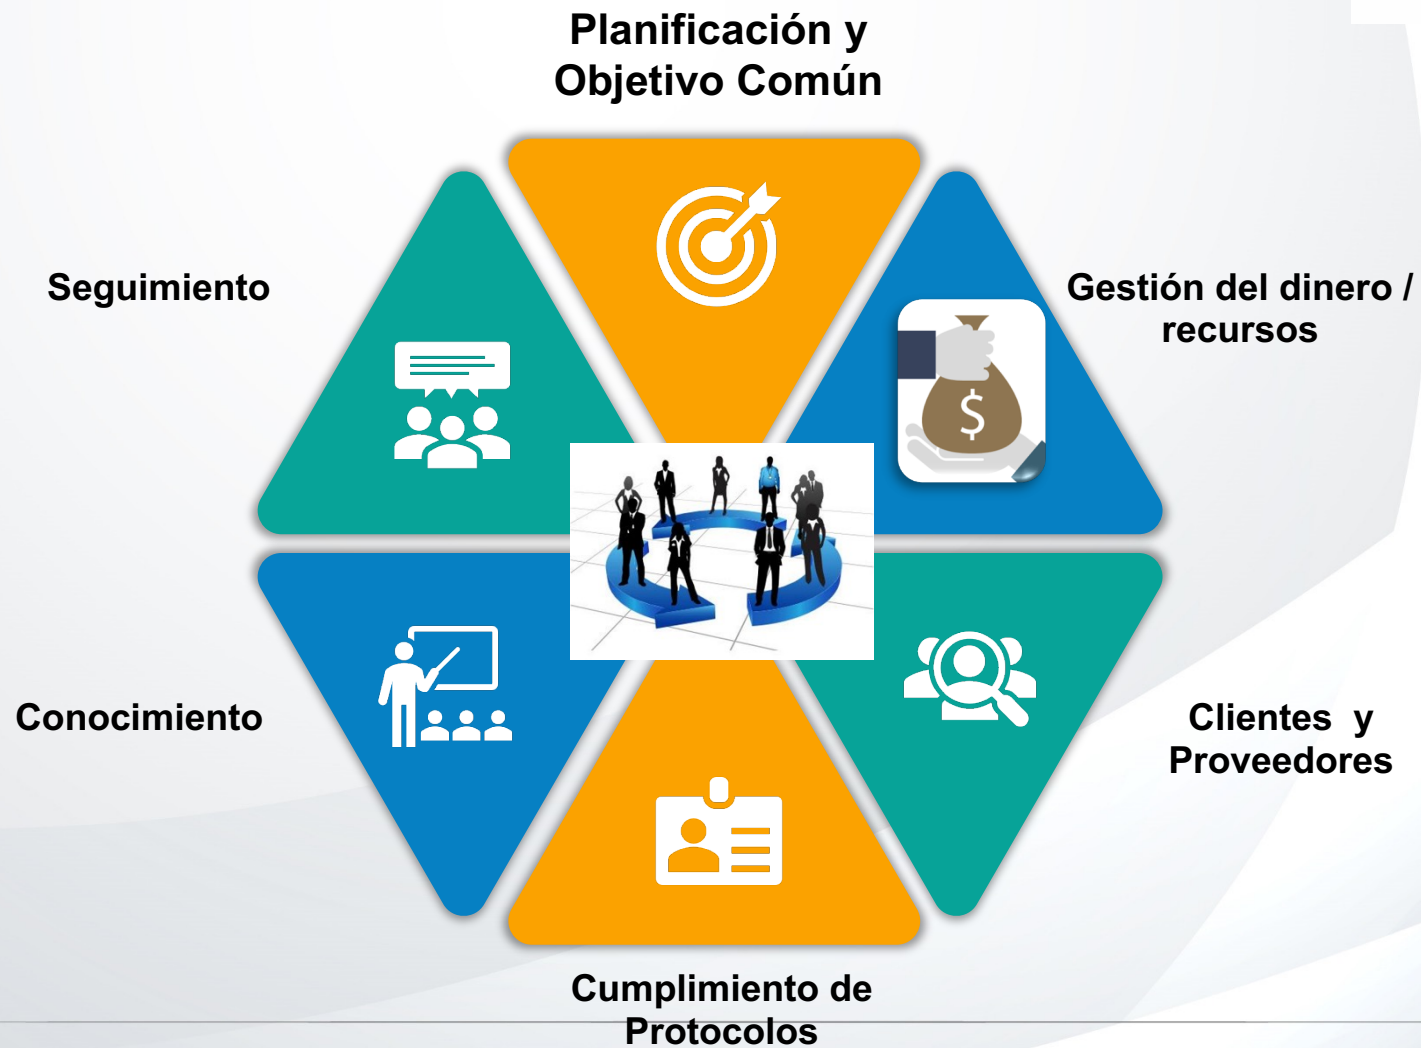 Planificación y
Objetivo Común
Seguimiento
Gestión del dinero /
recursos
$
Conocimiento
Clientes y
Proveedores
Cumplimiento de
Protocolos